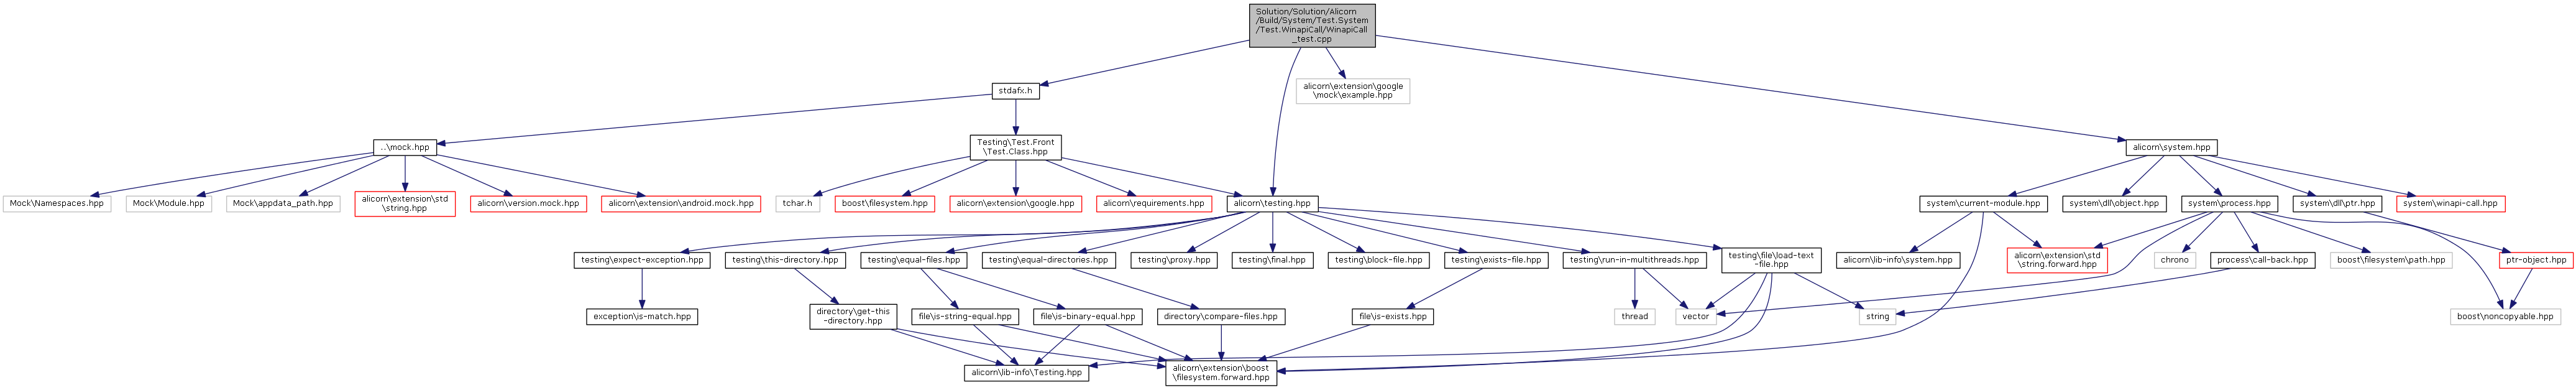 Solution/Solution/Alicorn
/Build/System/Test.System
/Test.WinapiCall/WinapiCall
_test.cpp
stdafx.h
alicorn\extension\google
\mock\example.hpp
..\mock.hpp
Testing\Test.Front
\Test.Class.hpp
alicorn\system.hpp
Mock\Namespaces.hpp
Mock\Module.hpp
Mock\appdata_path.hpp
alicorn\extension\std
\string.hpp
alicorn\version.mock.hpp
alicorn\extension\android.mock.hpp
tchar.h
boost\filesystem.hpp
alicorn\extension\google.hpp
alicorn\requirements.hpp
alicorn\testing.hpp
system\current-module.hpp
system\dll\object.hpp
system\process.hpp
system\dll\ptr.hpp
system\winapi-call.hpp
testing\expect-exception.hpp
testing\this-directory.hpp
testing\equal-files.hpp
testing\equal-directories.hpp
testing\proxy.hpp
testing\final.hpp
testing\block-file.hpp
testing\exists-file.hpp
testing\run-in-multithreads.hpp
testing\file\load-text
-file.hpp
alicorn\lib-info\system.hpp
alicorn\extension\std
\string.forward.hpp
chrono
process\call-back.hpp
boost\filesystem\path.hpp
ptr-object.hpp
exception\is-match.hpp
directory\get-this
-directory.hpp
file\is-string-equal.hpp
file\is-binary-equal.hpp
directory\compare-files.hpp
file\is-exists.hpp
thread
vector
string
boost\noncopyable.hpp
alicorn\lib-info\Testing.hpp
alicorn\extension\boost
\filesystem.forward.hpp